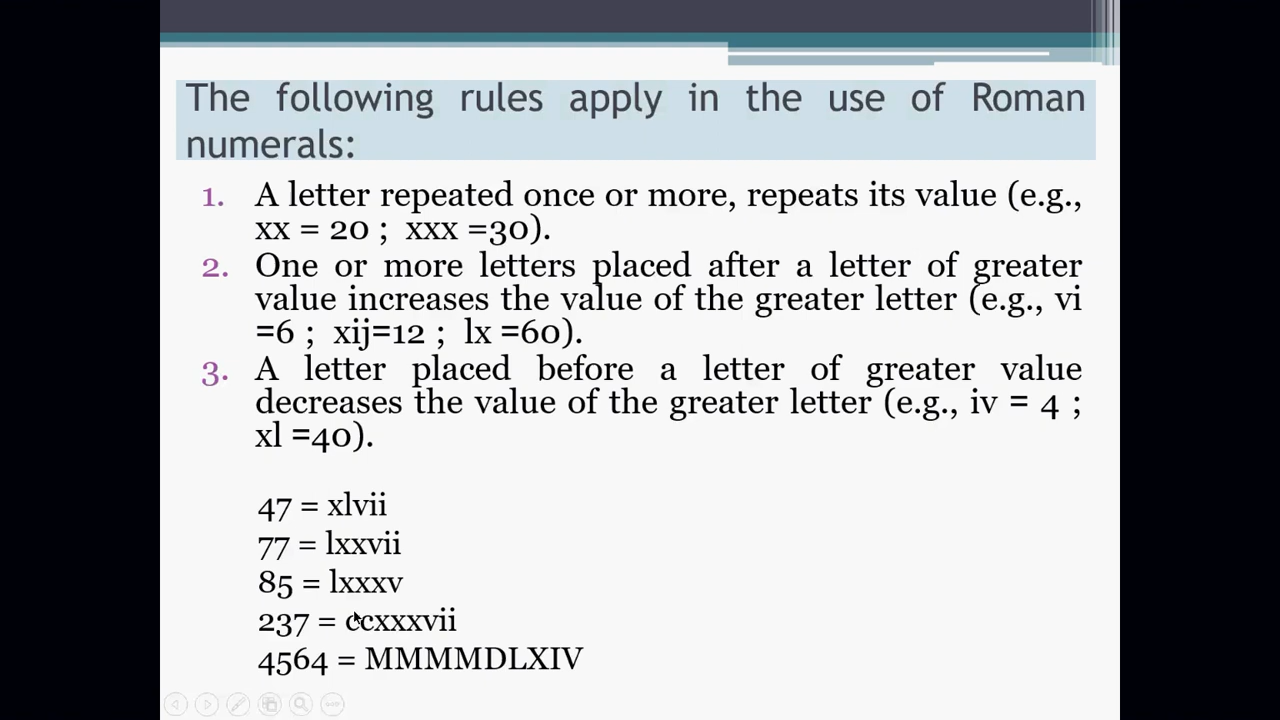 The following rules apply in the use of Roman
numerals:
1. A letter repeated once or more, repeats its value (e.g.,
xx = 20 ; xxx =30).
2. One or more letters placed after a letter of greater
value increases the value of the greater letter (e.g., vi
=6 ; xij=12 ; lx =60).
3. A letter placed before a letter of greater value
decreases the value of the greater letter (e.g., iv = 4 ;
xl =40).
47 = xlvii
77 = lxxvii
85 = lxxxv
237 = ccxxxvii
4564 = MMMMDLXIV